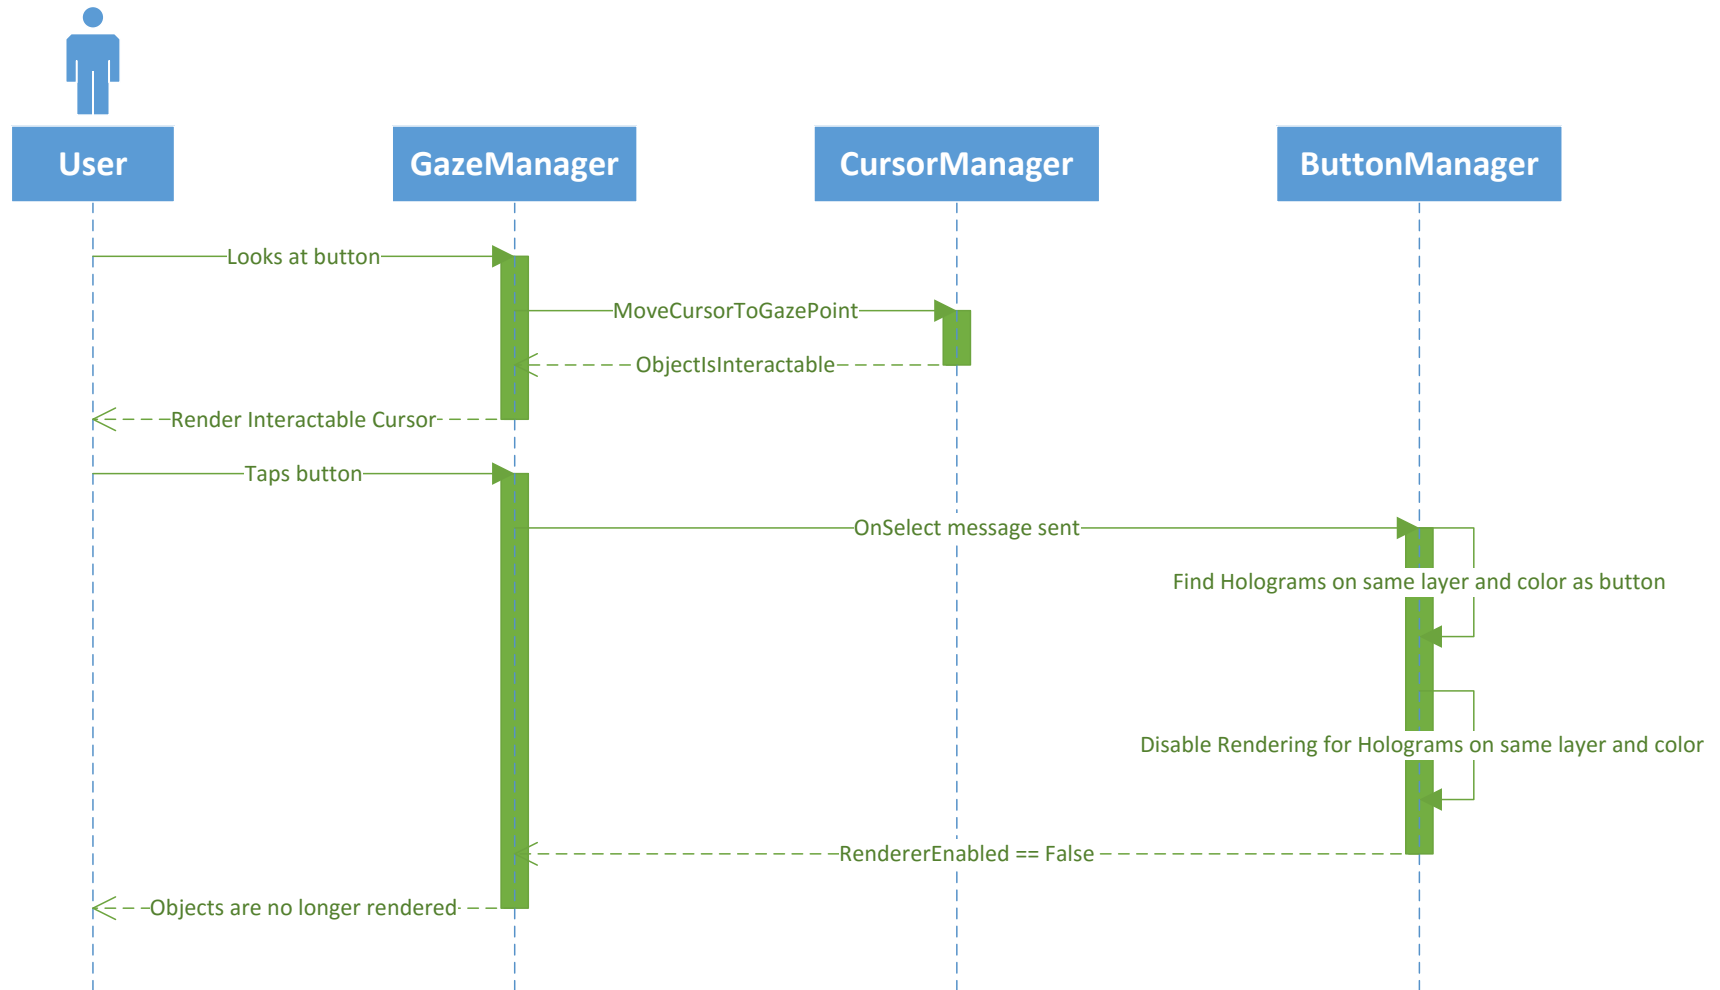 User
GazeManager
CursorManager
ButtonManager
Looks at button
MoveCursorToGazePoint
ObjectIsInteractable
Render Interactable Cursor
Taps button
OnSelect message sent
Find Holograms on same layer and color as button
Disable Rendering for Holograms on same layer and color
RendererEnabled == False
Objects are no longer rendered